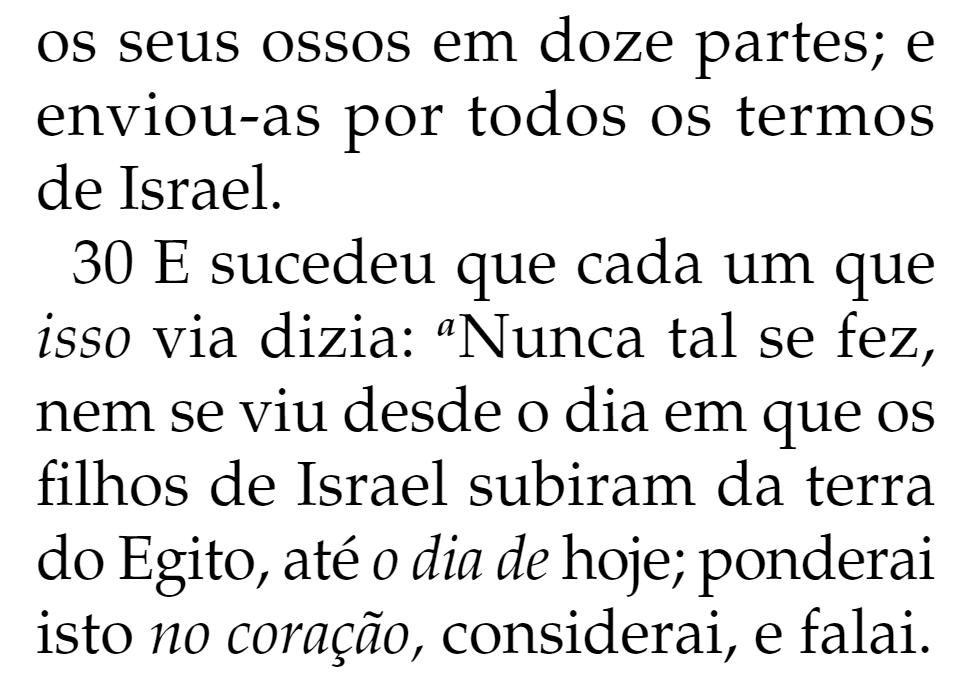 os seus ossos em doze partes; e
enviou-as por todos os termos
de Israel.
30 E sucedeu que cada um que
isso via dizia: ᵃNunca tal se fez,
nem se viu desde o dia em que os
filhos de Israel subiram da terra
do Egito, até o dia de hoje; ponderai
isto no coração, considerai, e falai.